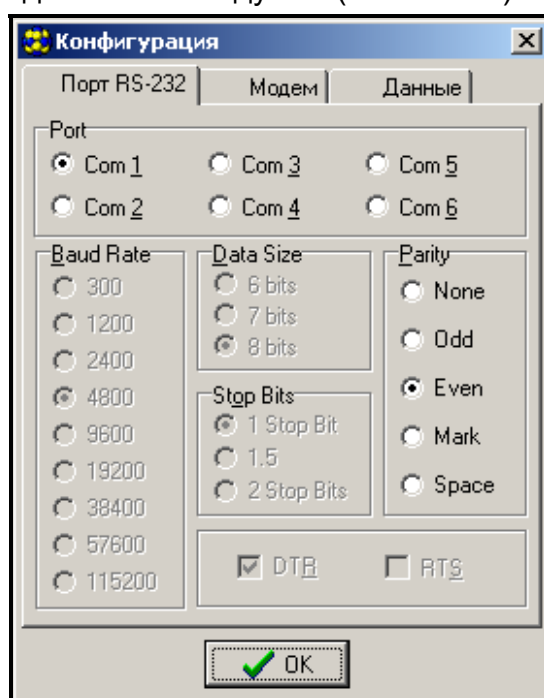 Конфигурация
Порт RS-232 Модем Данные
Port
Com 1 Com 3 Com 5
Com 2 Com 4 Com 6
Baud Rate
300
1200
2400
4800
9600
19200
38400
57600
115200
Data Size
6 bits
7 bits
8 bits
Stop Bits
1 Stop Bit
1.5
2 Stop Bits
Parity
None
Odd
Even
Mark
Space
DTR RTS
OK